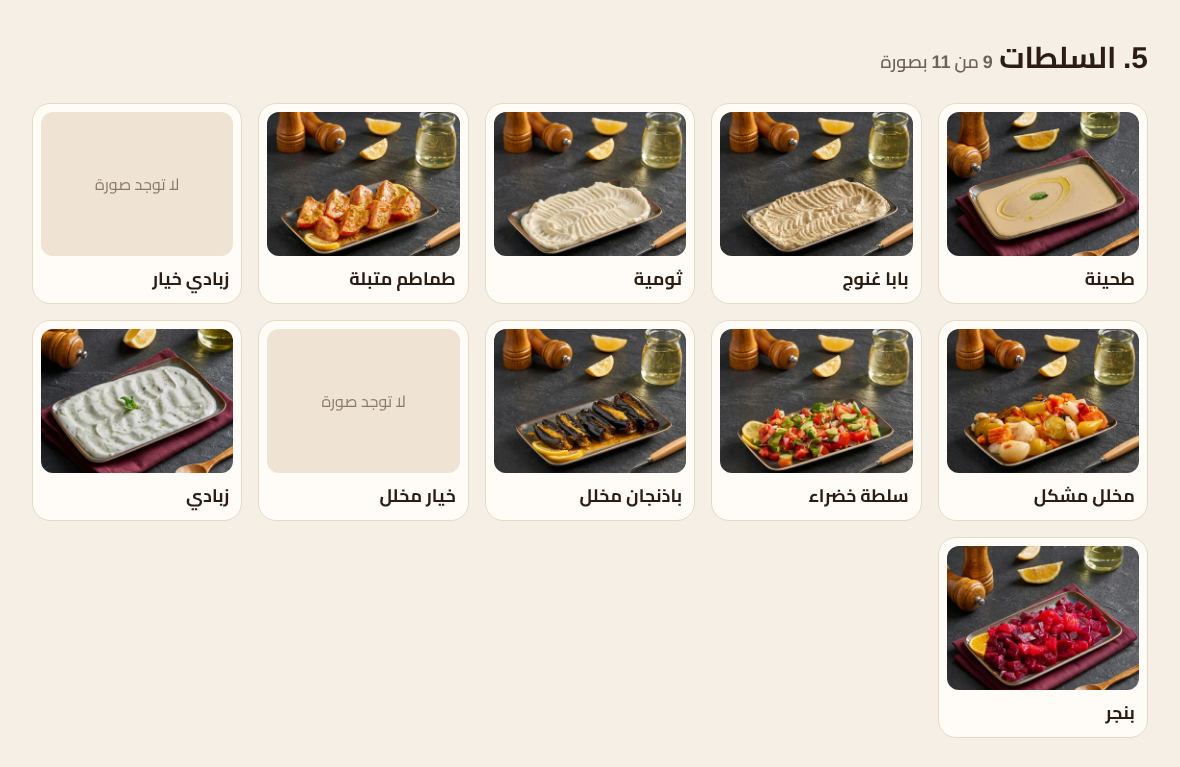 5. السلطات 9 من 11 بصورة
طحينة
بابا غنوج
ثومية
طماطم متبلة
لا توجد صورة
زبادي خيار
مخلل مشكل
سلطة خضراء
باذنجان مخلل
لا توجد صورة
خيار مخلل
زبادي
بنجر